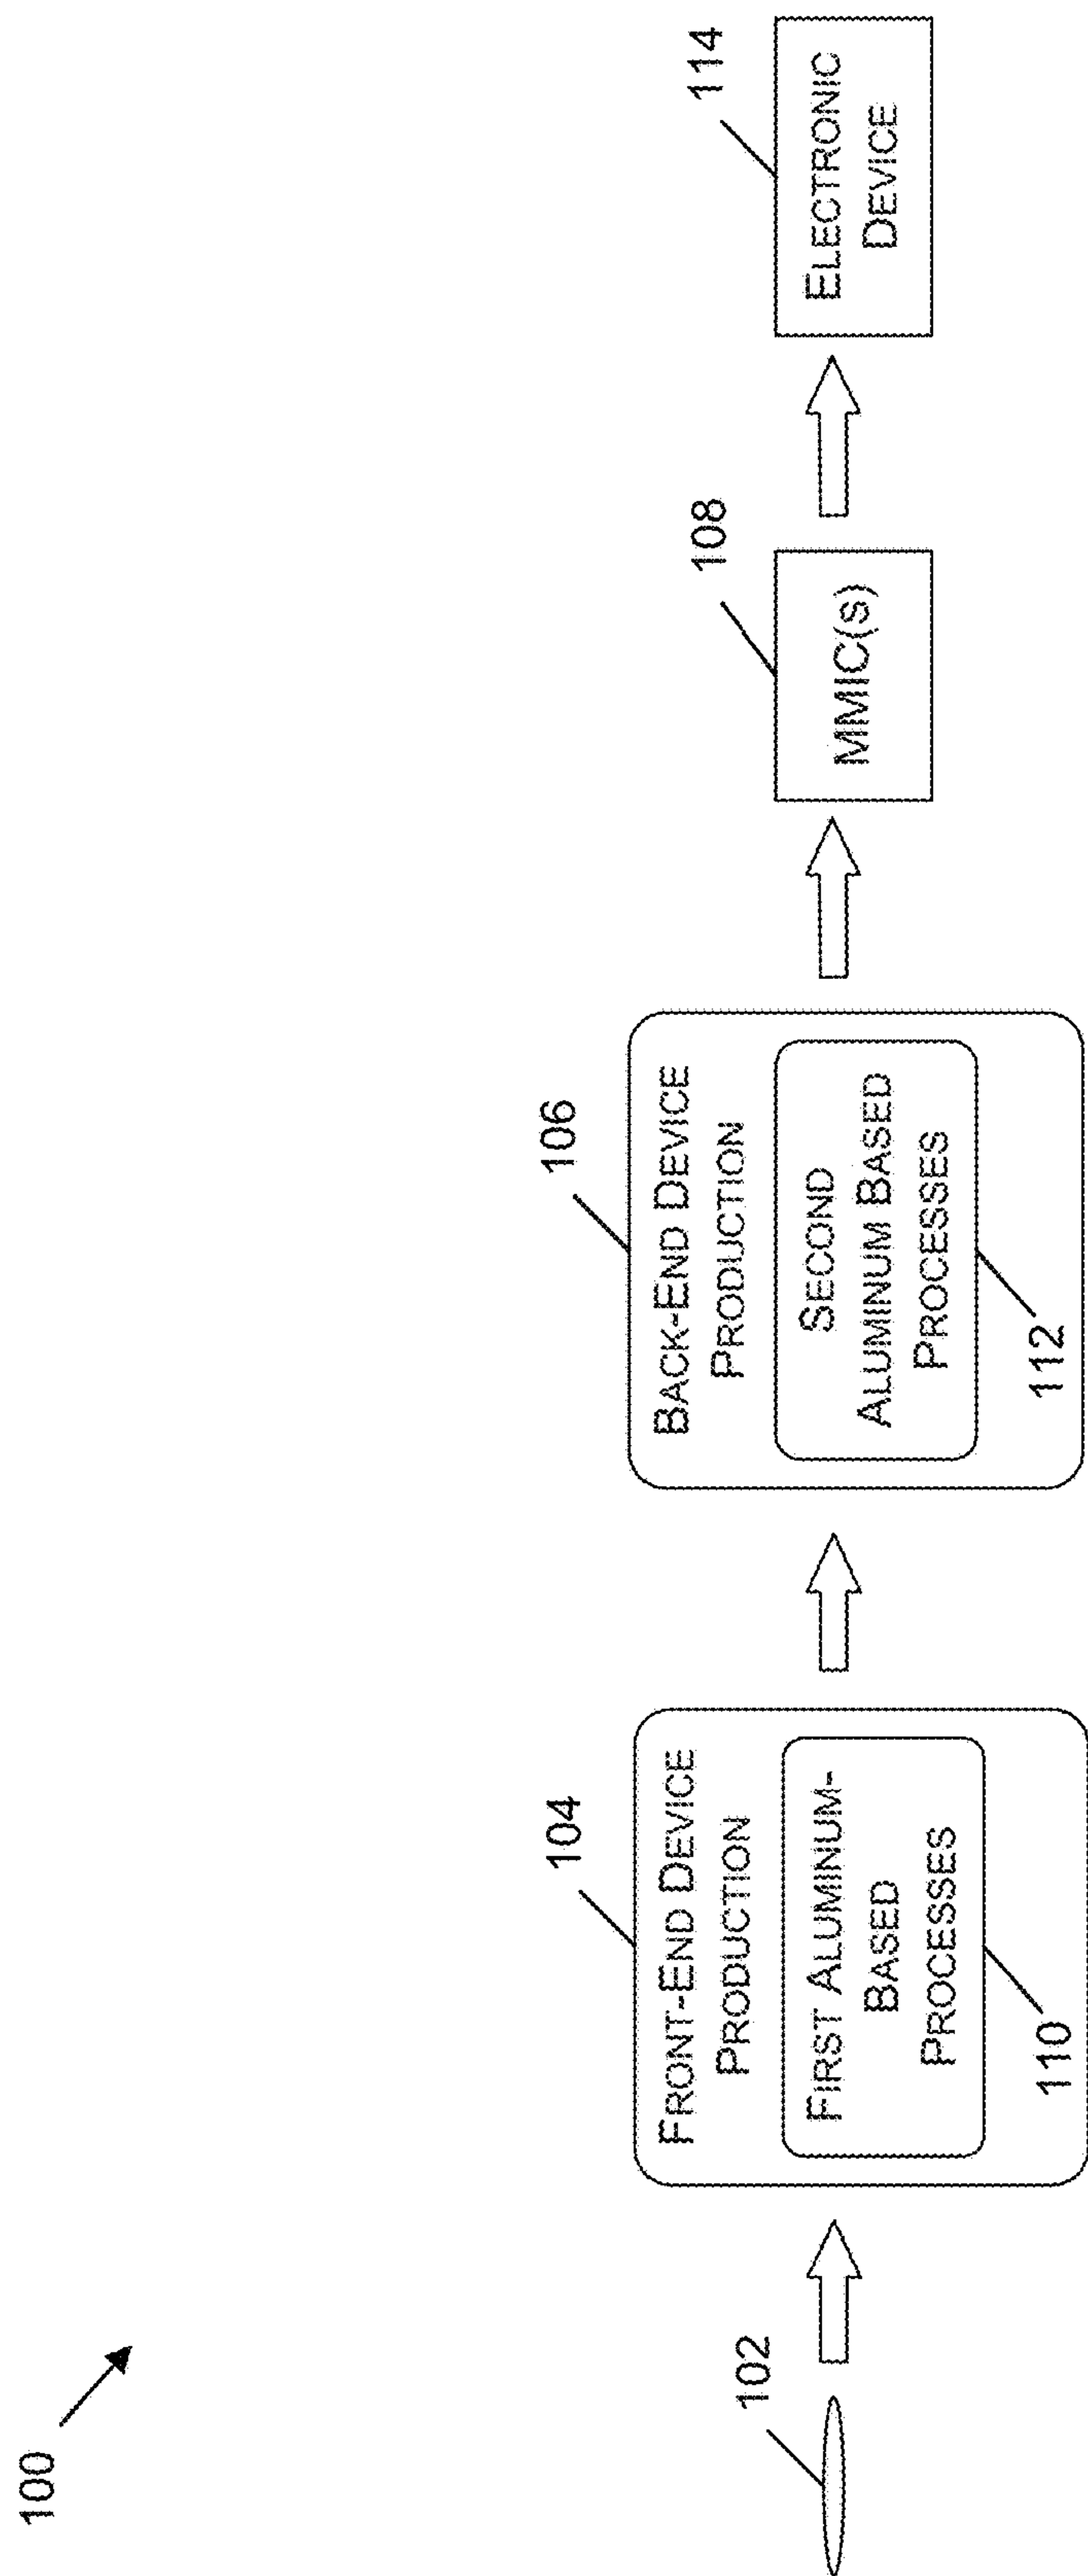 100
102
104
FRONT-END DEVICE
PRODUCTION
FIRST ALUMINUM-
BASED
PROCESSES
110
106
BACK-END DEVICE
PRODUCTION
SECOND
ALUMINUM BASED
PROCESSES
112
108
MMIC(S)
114
ELECTRONIC
DEVICE